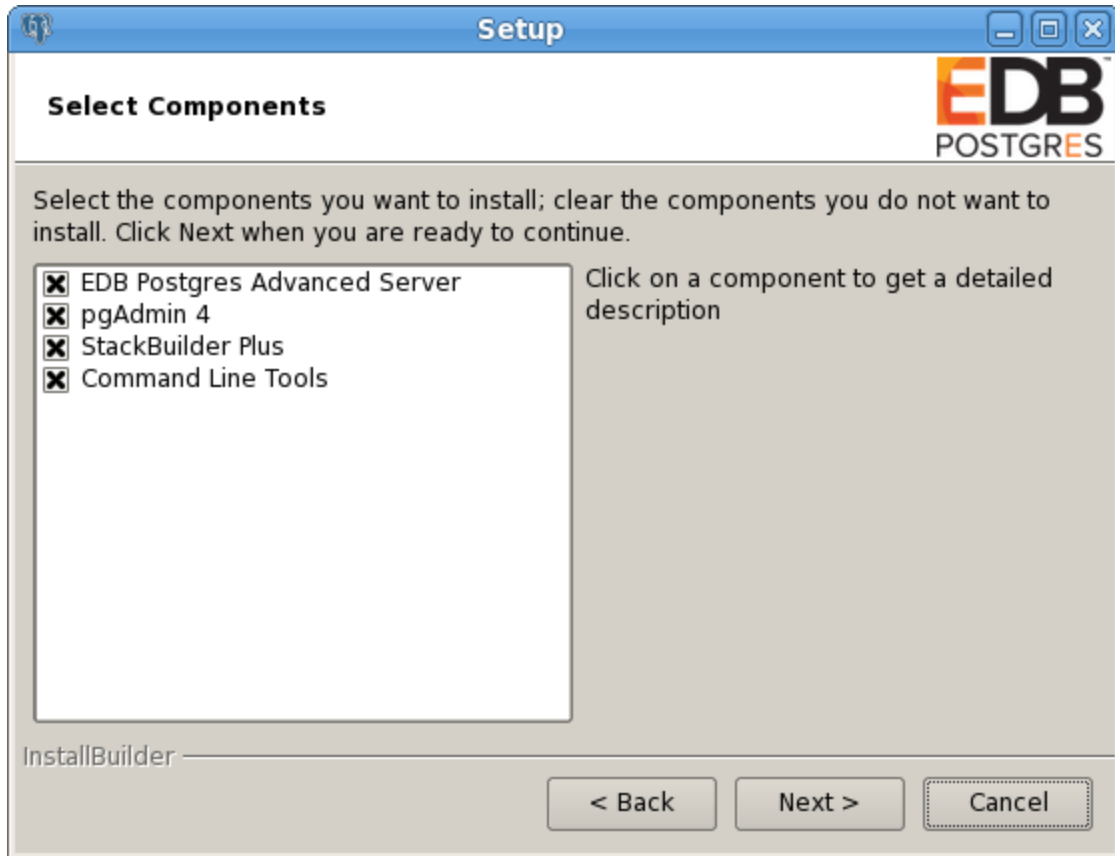 Setup
Select Components
EDB™
POSTGRES
Select the components you want to install; clear the components you do not want to
install. Click Next when you are ready to continue.
EDB Postgres Advanced Server
pgAdmin 4
StackBuilder Plus
Command Line Tools
Click on a component to get a detailed
description
InstallBuilder
< Back
Next >
Cancel